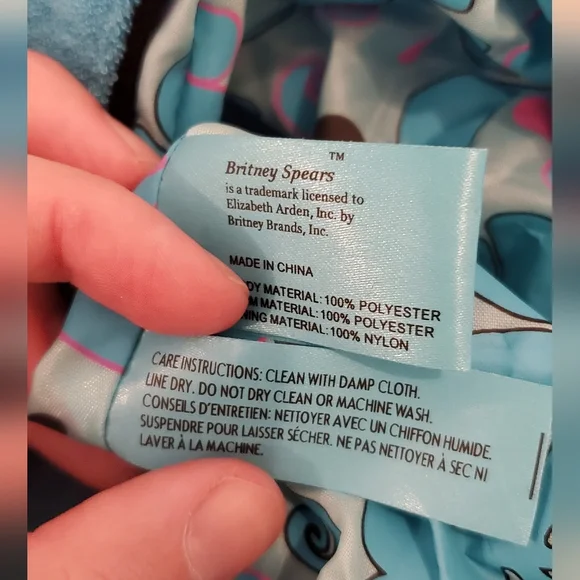 TM
Britney Spears
is a trademark licensed to
Elizabeth Arden, Inc. by
Britney Brands, Inc.
MADE IN CHINA
MATERIAL: 100% POLYESTER
MATERIAL: 100% POLYESTER
MATERIAL: 100% NYLON
CARE INSTRUCTIONS: CLEAN WITH DAMP CLOTH.
LINE DRY. DO NOT DRY CLEAN OR MACHINE WASH.
CONSEILS D'ENTRETIEN: NETTOYER AVEC UN CHIFFON HUMIDE.
SUSPENDRE POUR LAISSER SÉCHER. NE PAS NETTOYER À SEC NI
LAVER À LA MACHINE.